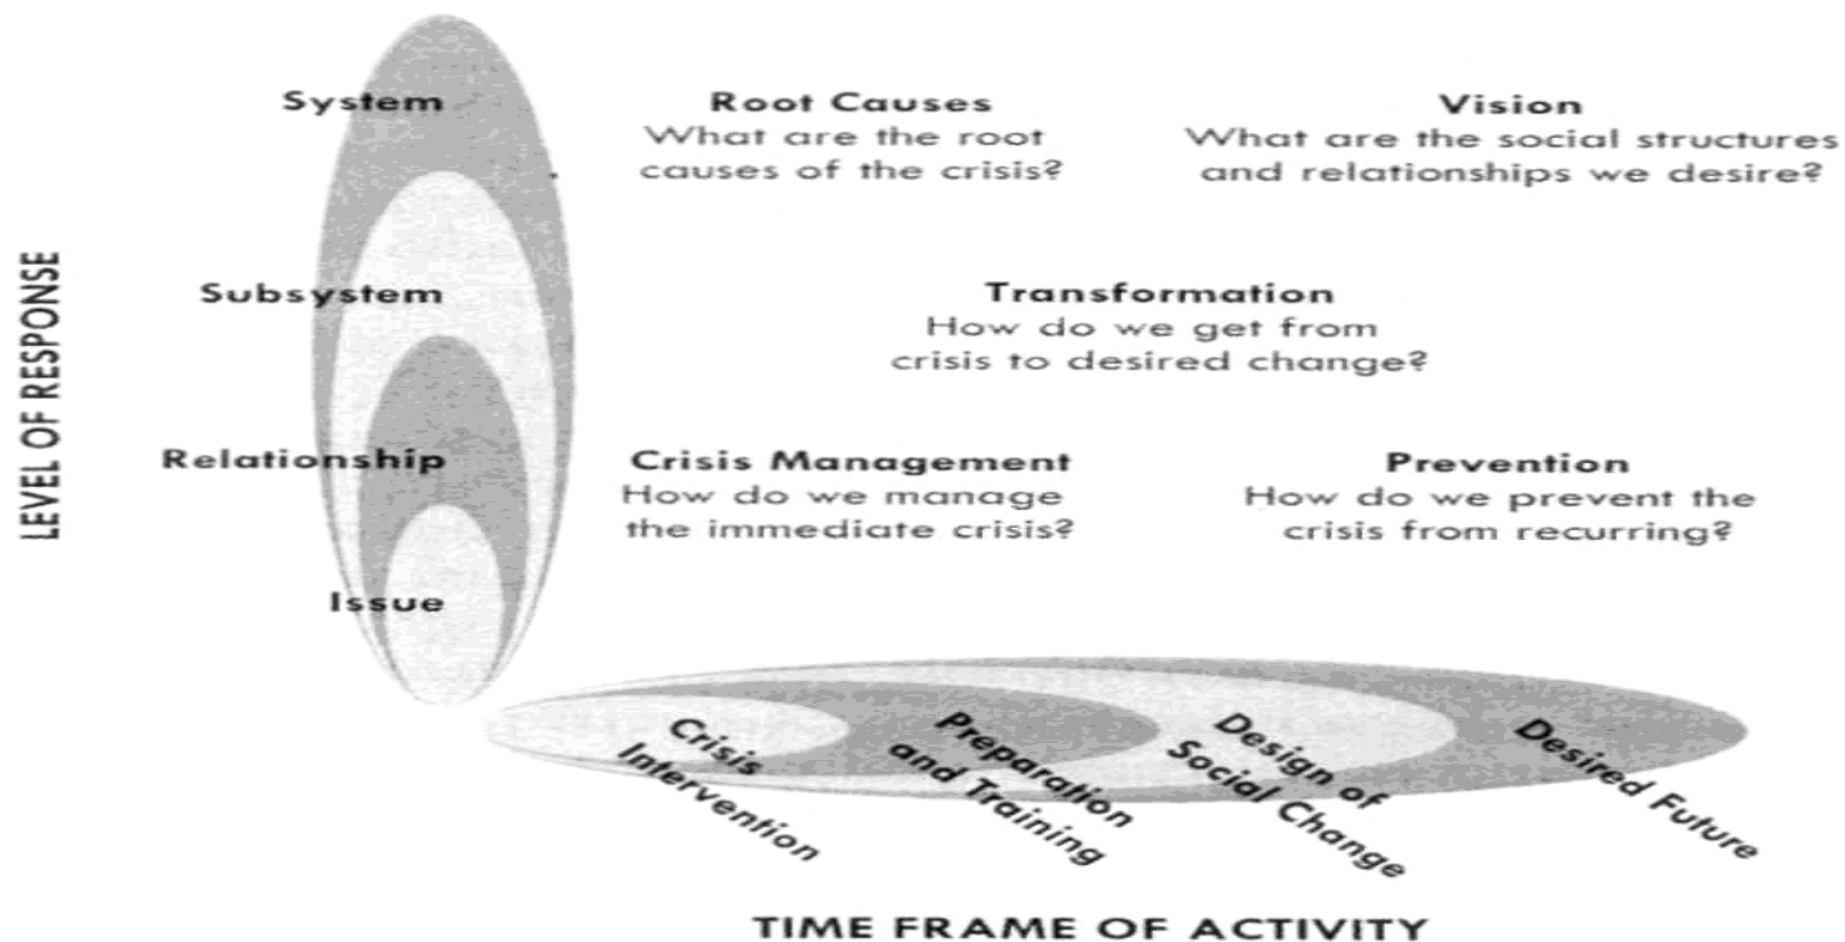 LEVEL OF RESPONSE
System
Root Causes
What are the root
causes of the crisis?
Vision
What are the social structures
and relationships we desire?
Subsystem
Transformation
How do we get from
crisis to desired change?
Relationship
Crisis Management
How do we manage
the immediate crisis?
Prevention
How do we prevent the
crisis from recurring?
Issue
Crisis
Intervention
Preparation
and Training
Design of
Social Change
Desired Future
TIME FRAME OF ACTIVITY